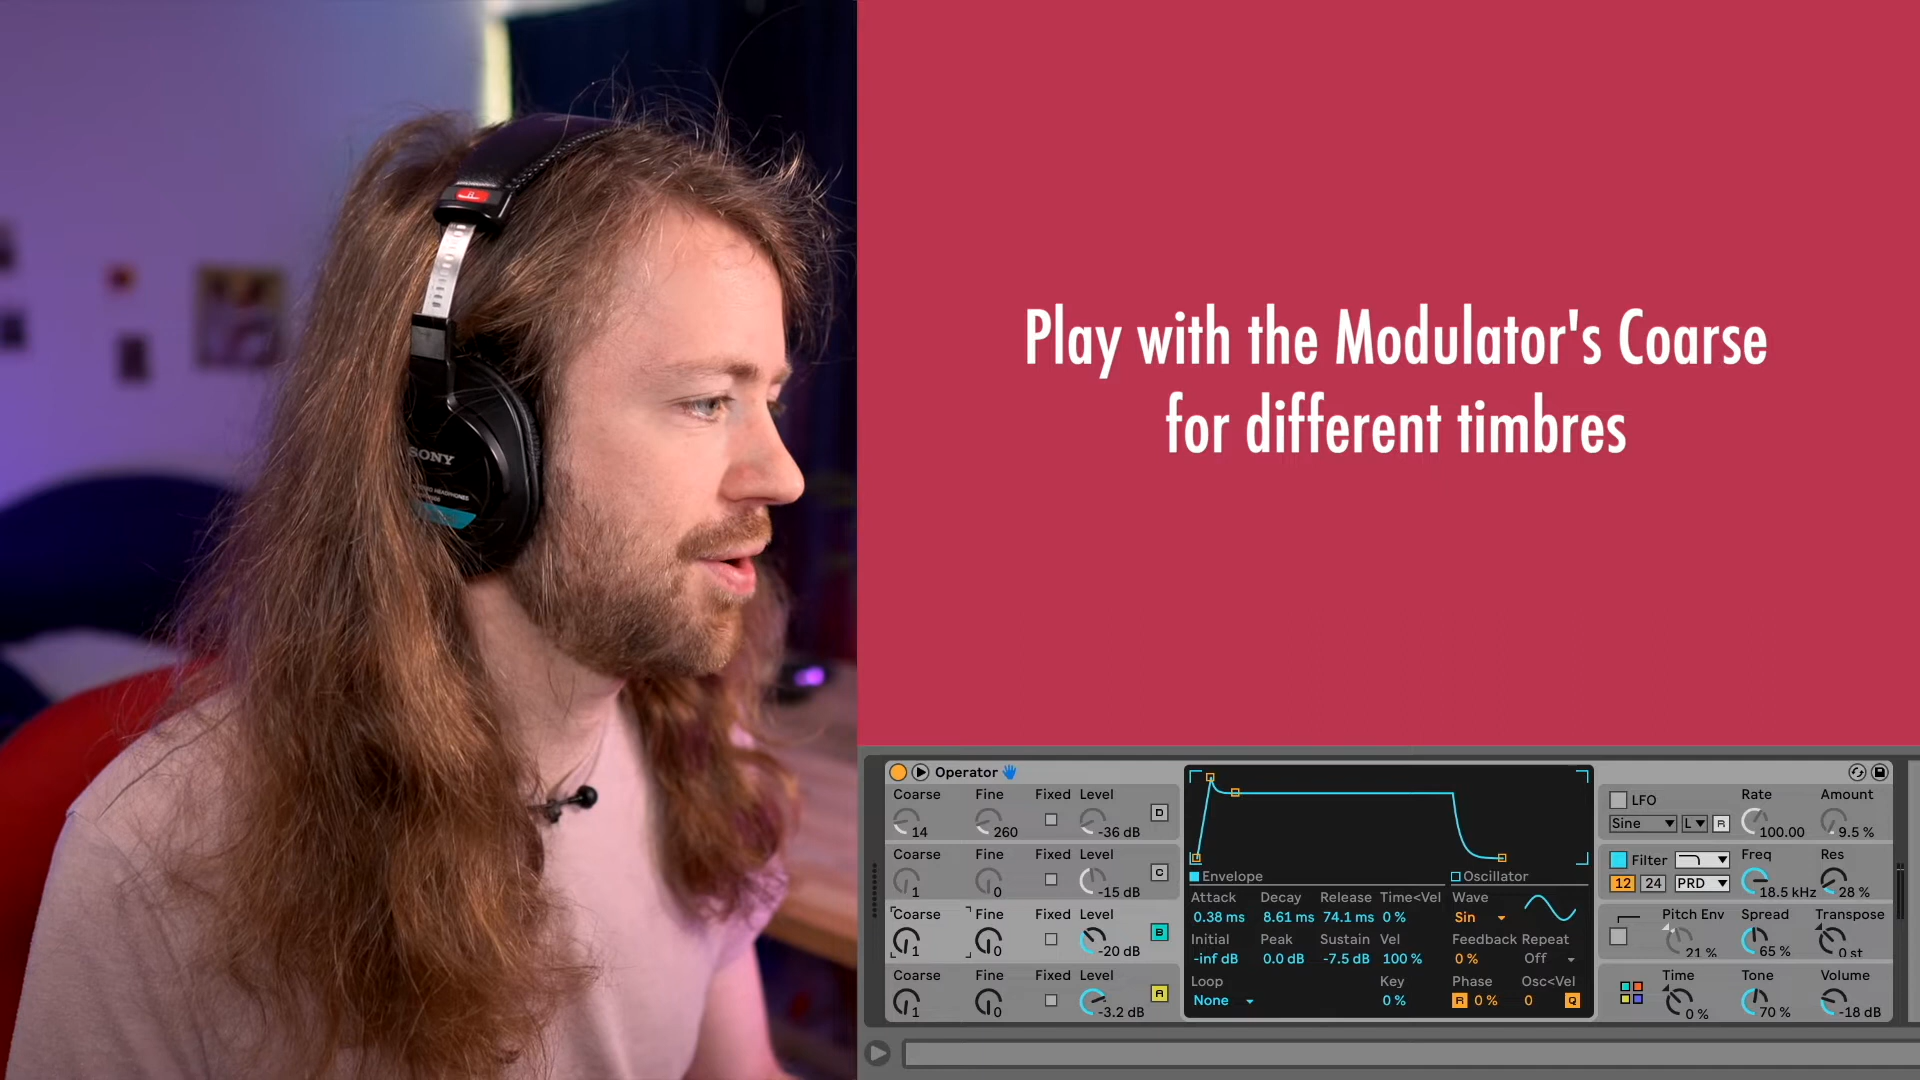 Play with the Modulator's Coarse
for different timbres
SONY
Operator
Coarse Fine Fixed Level
14 260 -36 dB D
Coarse Fine Fixed Level
1 0 -15 dB C
Coarse Fine Fixed Level
1 0 -20 dB B
Coarse Fine Fixed Level
1 0 -3.2 dB A
Envelope
Attack Decay Release Time<Vel
0.38 ms 8.61 ms 74.1 ms 0 %
Initial Peak Sustain Vel
-inf dB 0.0 dB -7.5 dB 100 %
Loop Key
None 0 %
Oscillator
Wave
Sin
Feedback Repeat
0 % Off
Phase Osc<Vel
R 0 % 0 Q
LFO Rate Amount
Sine L R 100.00 9.5 %
Filter Freq Res
12 24 PRD 18.5 kHz 28 %
Pitch Env Spread Transpose
21 % 65 % 0 st
Time Tone Volume
0 % 70 % -18 dB